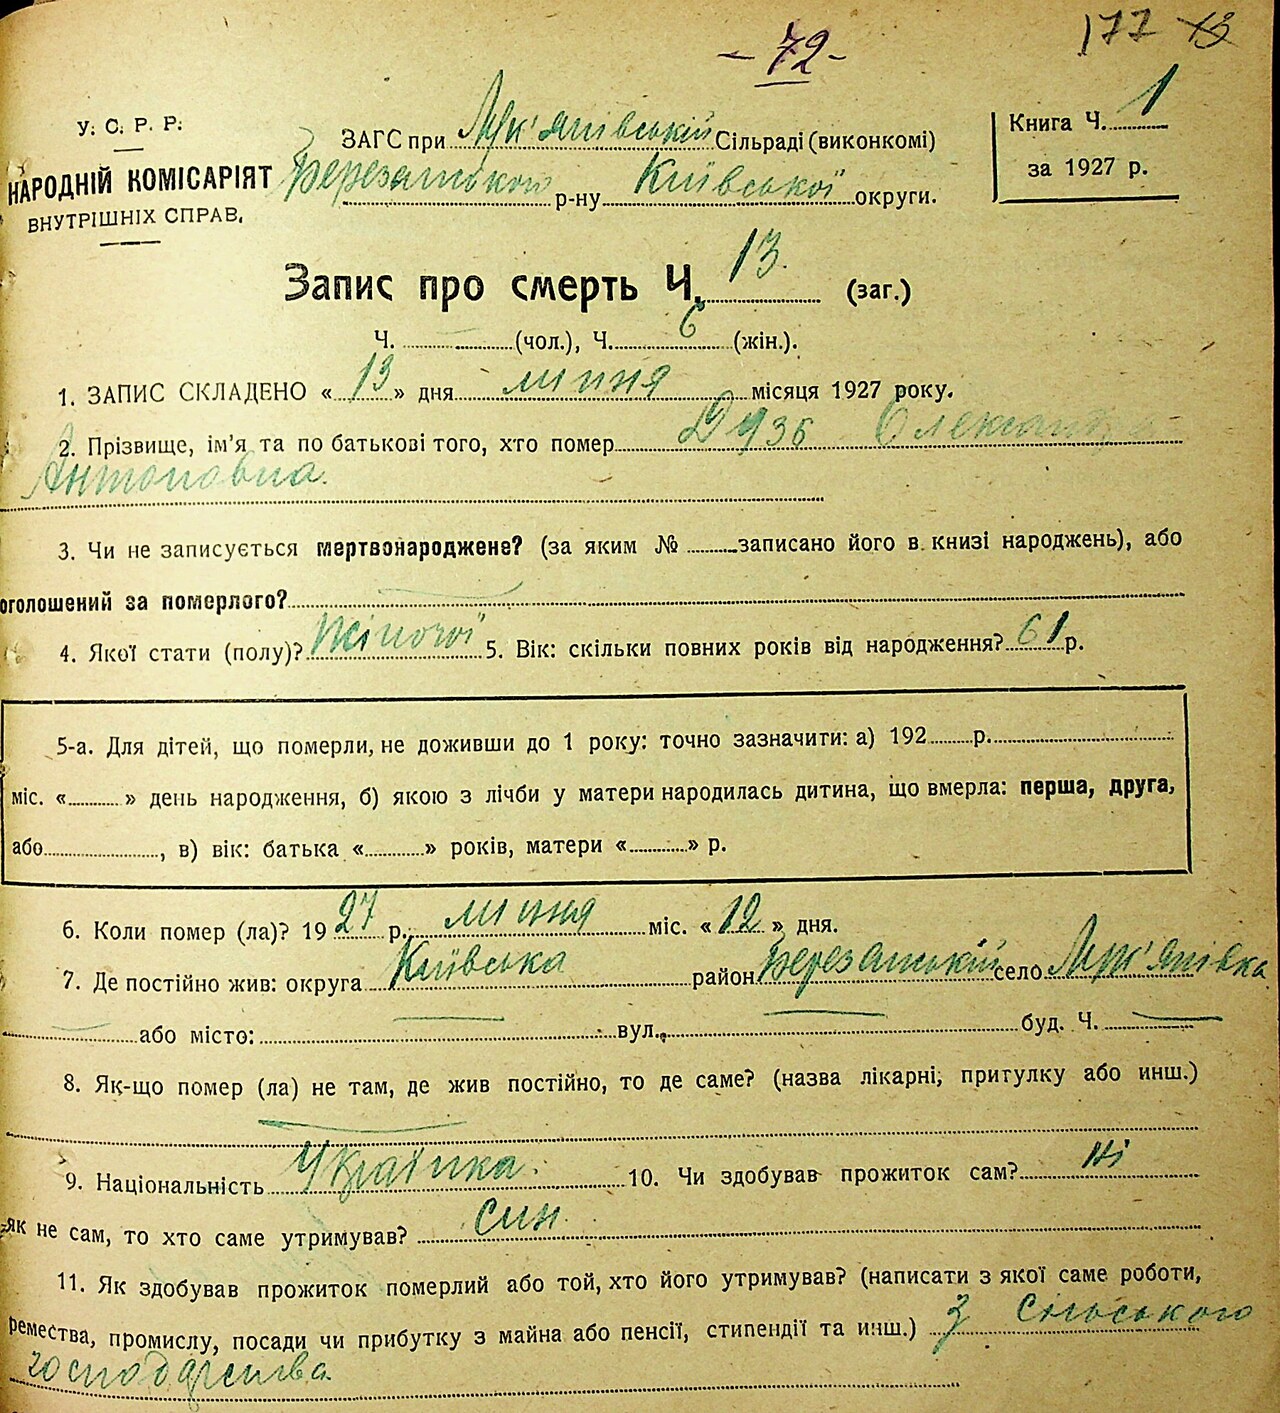 - 72 -
177 13
У. С. Р. Р.
НАРОДНІЙ КОМІСАРІЯТ
ВНУТРІШНІХ СПРАВ.
ЗАГС при Лук'янівській Сільраді (виконкомі)
Березанського р-ну Київської округи.
Книга Ч. 1
за 1927 р.
Запис про смерть Ч. 13. (заг.)
Ч. (чол.), Ч. 6 (жін.).
1. ЗАПИС СКЛАДЕНО « 13 » дня липня місяця 1927 року.
2. Прізвище, ім'я та по батькові того, хто помер Олександра
Антоновна.
3. Чи не записується мертвонароджене? (за яким № записано його в книзі народжень), або
оголошений за померлого?
4. Якої стати (полу)? Жіночої 5. Вік: скільки повних років від народження? 61 р.
5-а. Для дітей, що померли, не доживши до 1 року: точно зазначити: а) 192 р.
міс. « » день народження, б) якою з лічби у матери народилась дитина, що вмерла: перша, друга,
або , в) вік: батька « » років, матери « » р.
6. Коли помер (ла)? 1927 р. липня міс. « 12 » дня.
7. Де постійно жив: округа Київська район Березанський село Лук'янівка
або місто: вул., буд. Ч.
8. Як-що помер (ла) не там, де жив постійно, то де саме? (назва лікарні, притулку або инш.)
9. Національність Українка. 10. Чи здобував прожиток сам? ні
як не сам, то хто саме утримував? син.
11. Як здобував прожиток померлий або той, хто його утримував? (написати з якої саме роботи,
ремества, промислу, посади чи прибутку з майна або пенсії, стипендії та инш.) З сільського
господарства